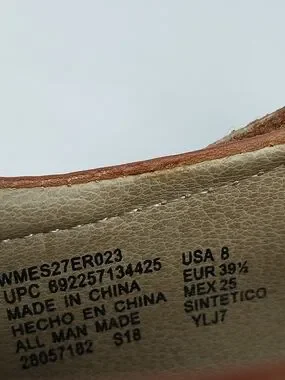 WMES27ER023
UPC 692257134425
MADE IN CHINA
HECHO EN CHINA
ALL MAN MADE
28057182 S18
USA 8
EUR 39½
MEX 25
SINTETICO
YLJ7